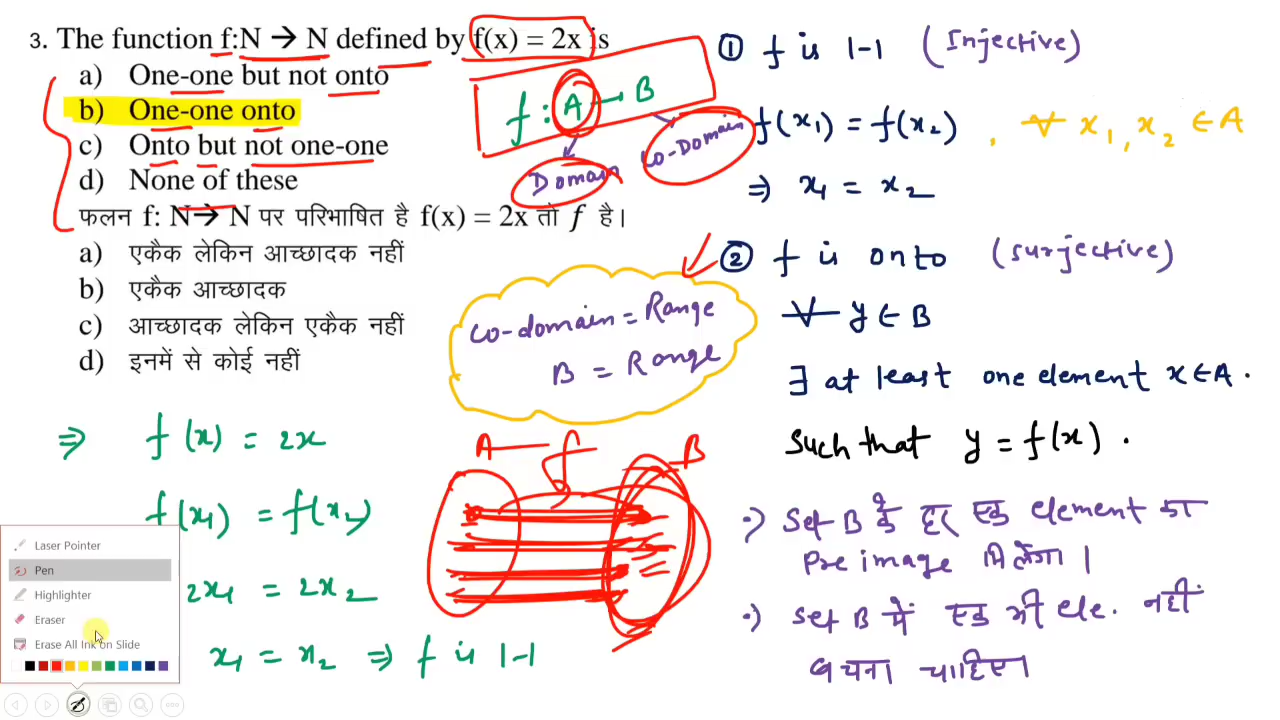 3. The function f:N → N defined by f(x) = 2x is
a) One-one but not onto
b) One-one onto
c) Onto but not one-one
d) None of these
फलन f: N→ N पर परिभाषित है f(x) = 2x तो f है।
a) एकैक लेकिन आच्छादक नहीं
b) एकैक आच्छादक
c) आच्छादक लेकिन एकैक नहीं
d) इनमें से कोई नहीं
f : A → B
Domain
Co-Domain
① f is 1-1 (Injective)
f(x₁) = f(x₂) , ∀ x₁, x₂ ∈ A
⇒ x₁ = x₂
② f is onto (surjective)
∀ y ∈ B
∃ at least one element x ∈ A.
such that y = f(x) .
Co-domain = Range
B = Range
⇒ f(x) = 2x
f(x₁) = f(x₂)
2x₁ = 2x₂
x₁ = x₂ ⇒ f is 1-1
A f B
·) Set B के हर एक element का
Pre image मिलेगा।
·) Set B में एक भी ele. नहीं
बचना चाहिए।
Laser Pointer
Pen
Highlighter
Eraser
Erase All Ink on Slide